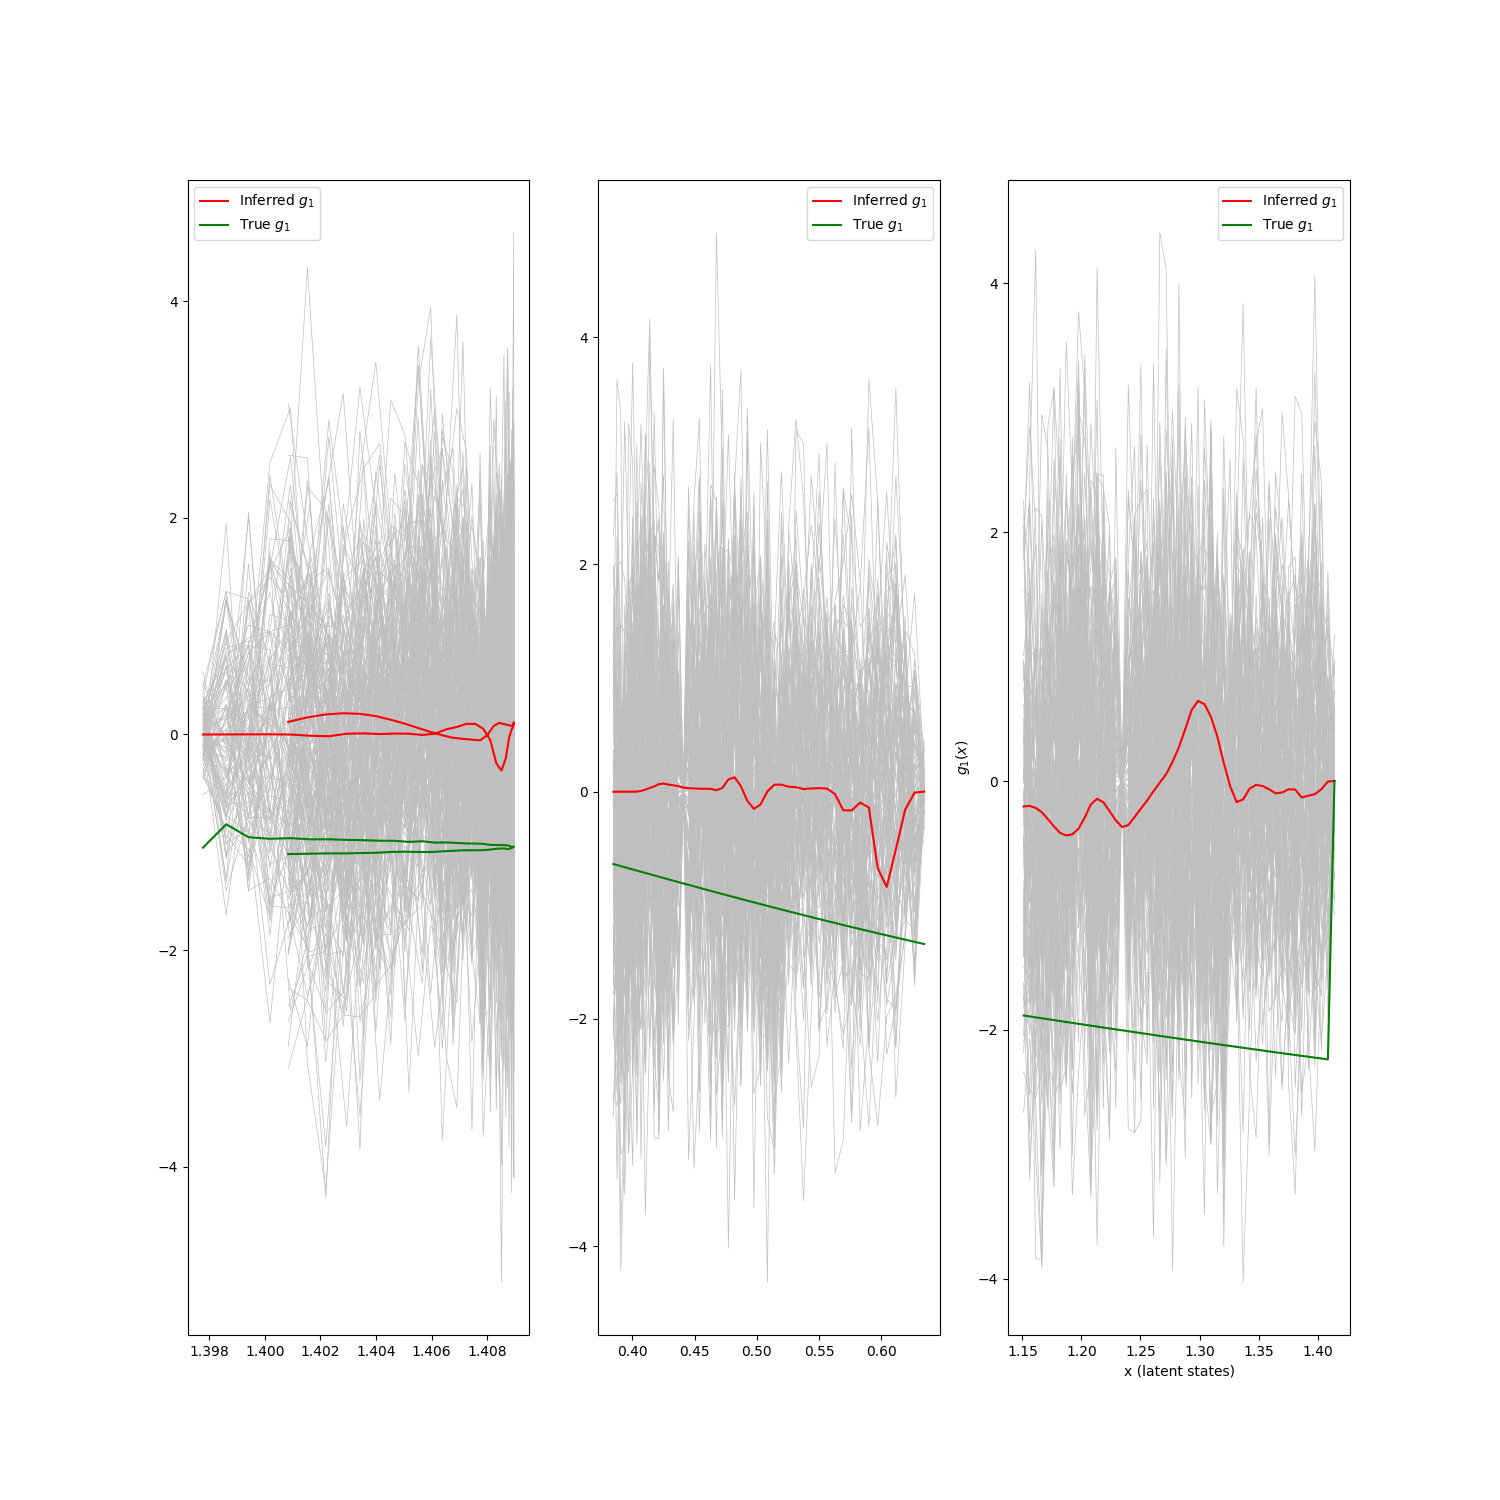 Inferred g₁
True g₁
4
2
0
−2
−4
1.398 1.400 1.402 1.404 1.406 1.408
Inferred g₁
True g₁
4
2
0
−2
−4
0.40 0.45 0.50 0.55 0.60
Inferred g₁
True g₁
g₁(x)
4
2
0
−2
−4
1.15 1.20 1.25 1.30 1.35 1.40
x (latent states)